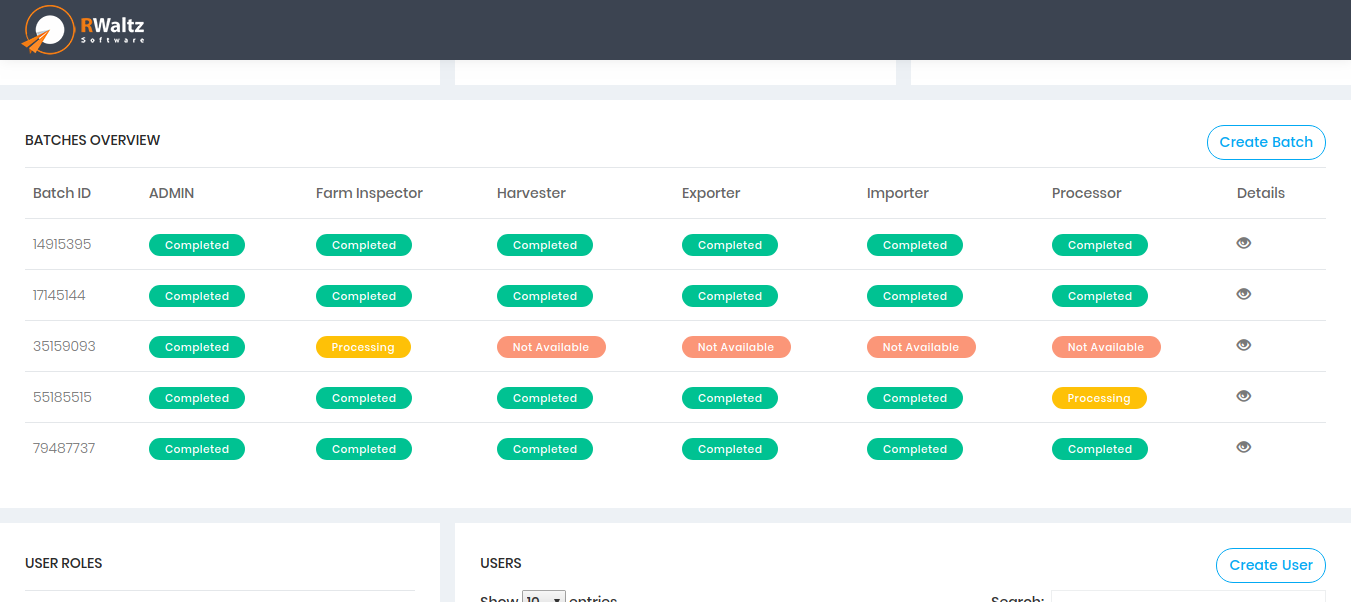 RWaltz
Software
BATCHES OVERVIEW
Create Batch
Batch ID ADMIN Farm Inspector Harvester Exporter Importer Processor Details
14915395 Completed Completed Completed Completed Completed Completed
17145144 Completed Completed Completed Completed Completed Completed
35159093 Completed Processing Not Available Not Available Not Available Not Available
55185515 Completed Completed Completed Completed Completed Processing
79487737 Completed Completed Completed Completed Completed Completed
USER ROLES
USERS
Create User
Show 10 entries
Search: